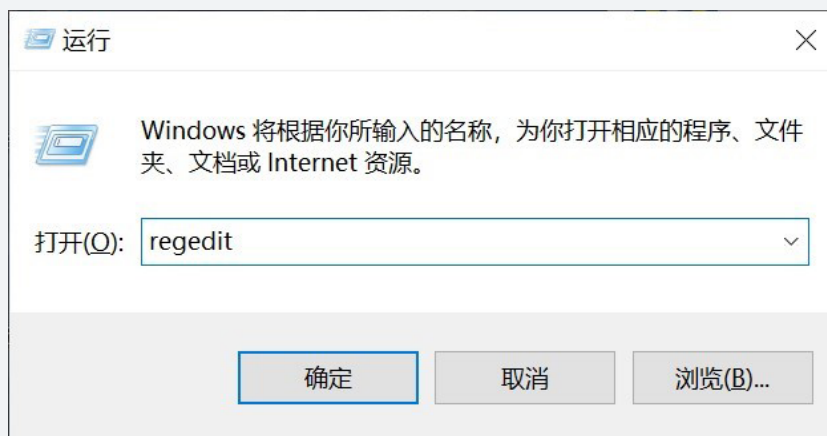 运行
Windows 将根据你所输入的名称，为你打开相应的程序、文件
夹、文档或 Internet 资源。
打开(O): regedit
确定 取消 浏览(B)...